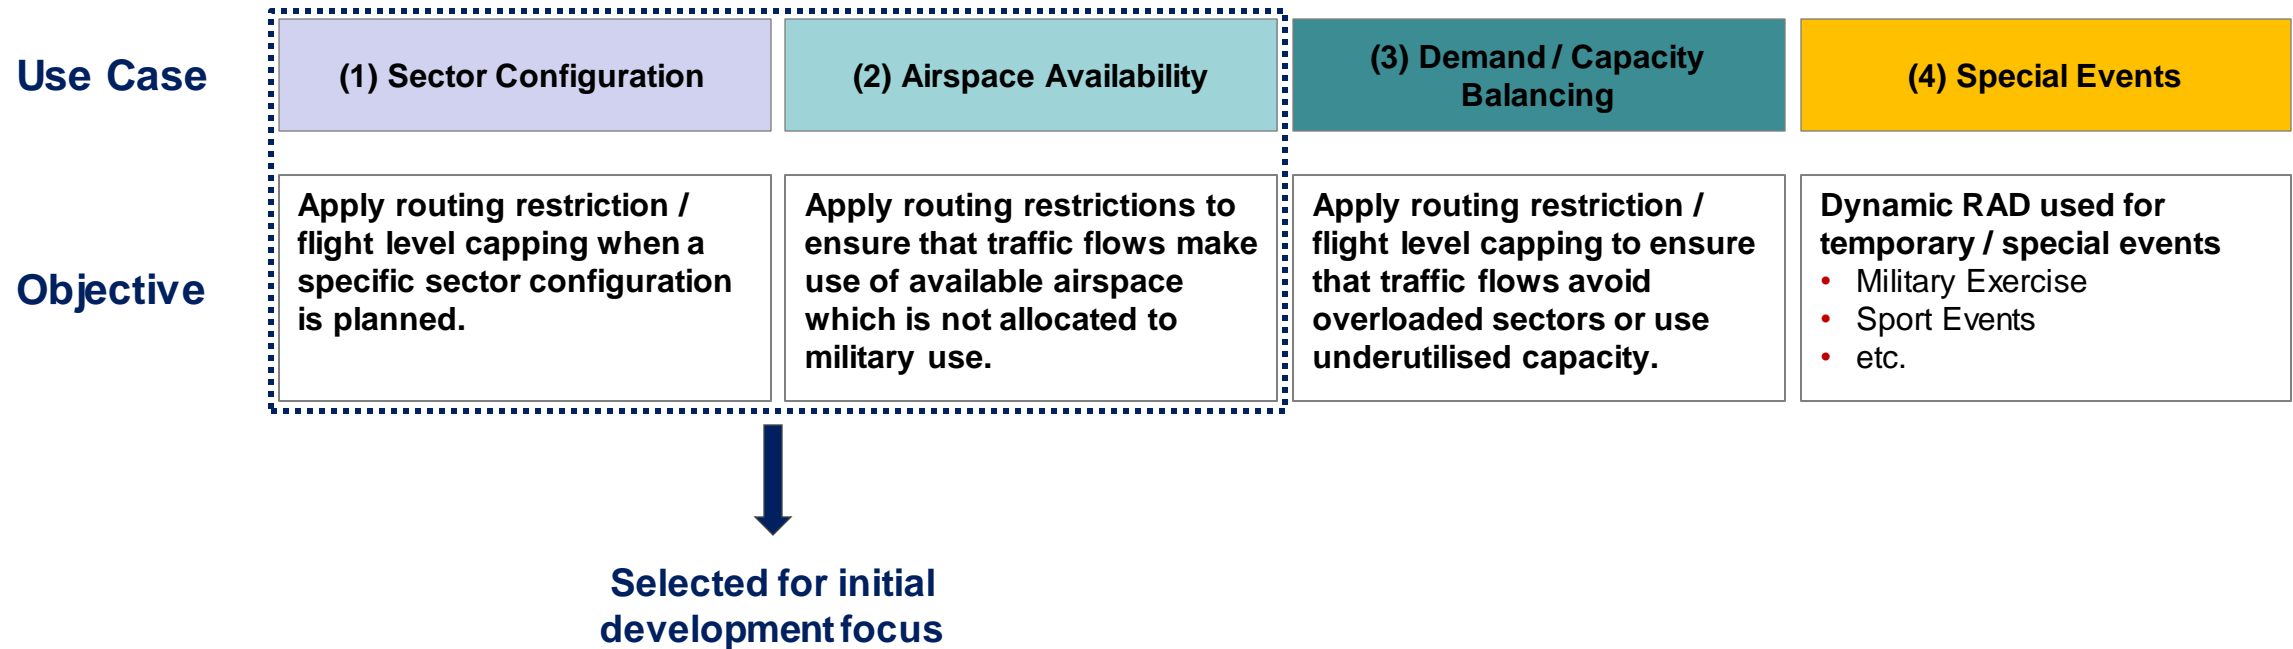 Use Case
(1) Sector Configuration
(2) Airspace Availability
(3) Demand / Capacity
Balancing
(4) Special Events
Objective
Apply routing restriction /
flight level capping when a
specific sector configuration
is planned.
Apply routing restrictions to
ensure that traffic flows make
use of available airspace
which is not allocated to
military use.
Apply routing restriction /
flight level capping to ensure
that traffic flows avoid
overloaded sectors or use
underutilised capacity.
Dynamic RAD used for
temporary / special events
• Military Exercise
• Sport Events
• etc.
Selected for initial
development focus